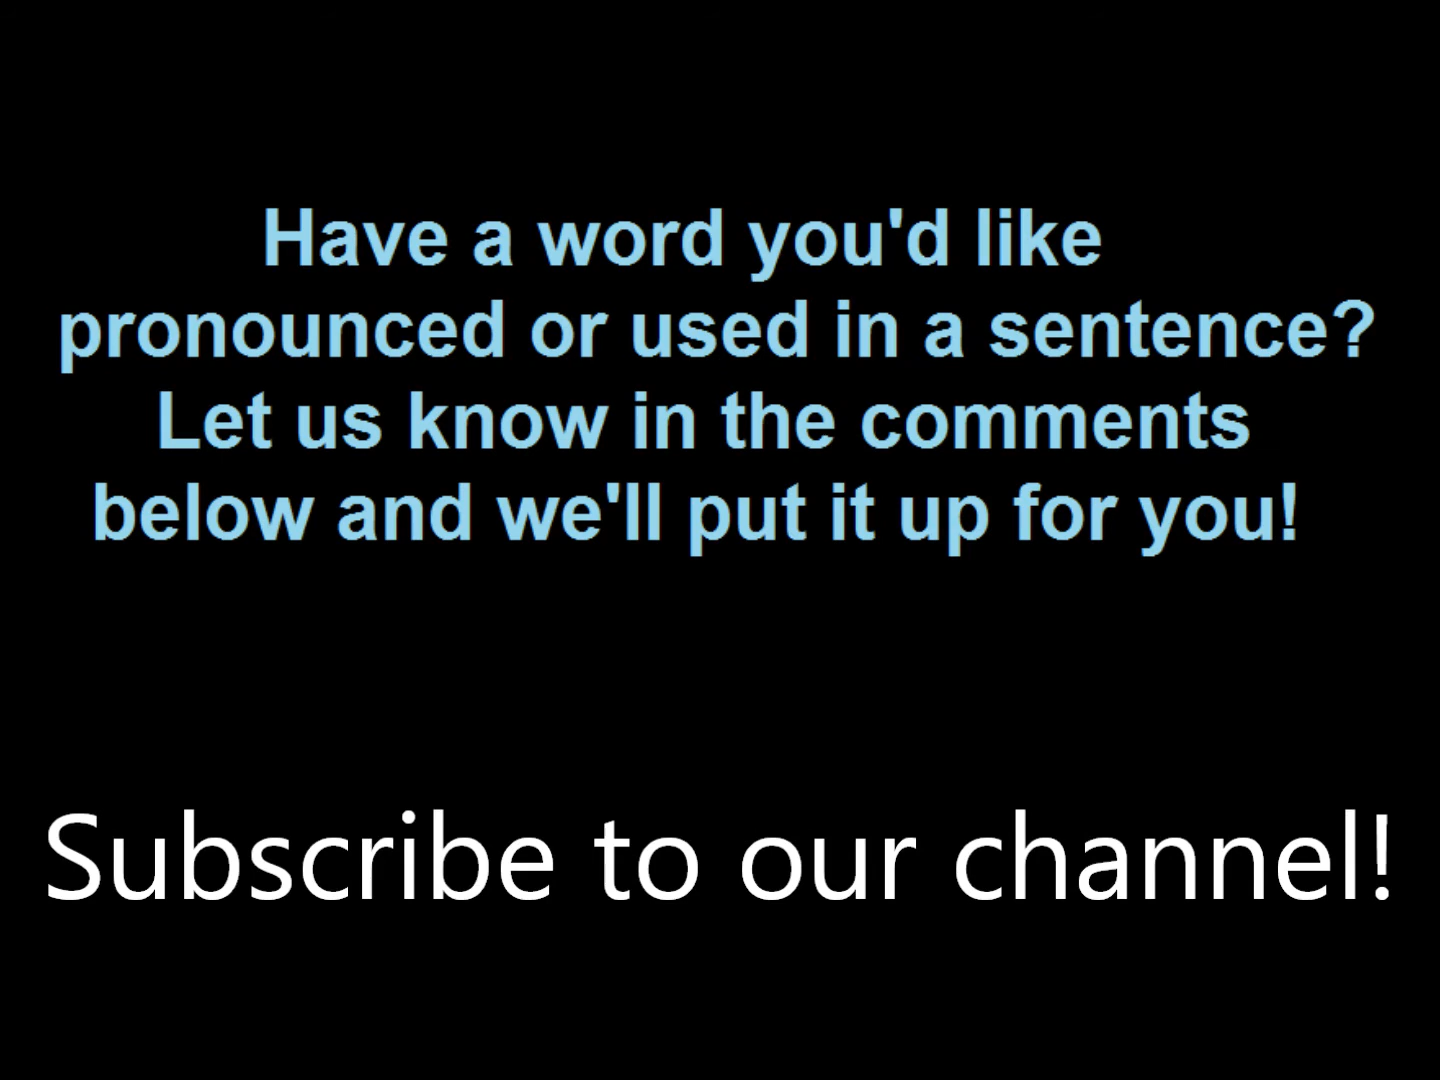 Have a word you'd like
pronounced or used in a sentence?
Let us know in the comments
below and we'll put it up for you!
Subscribe to our channel!